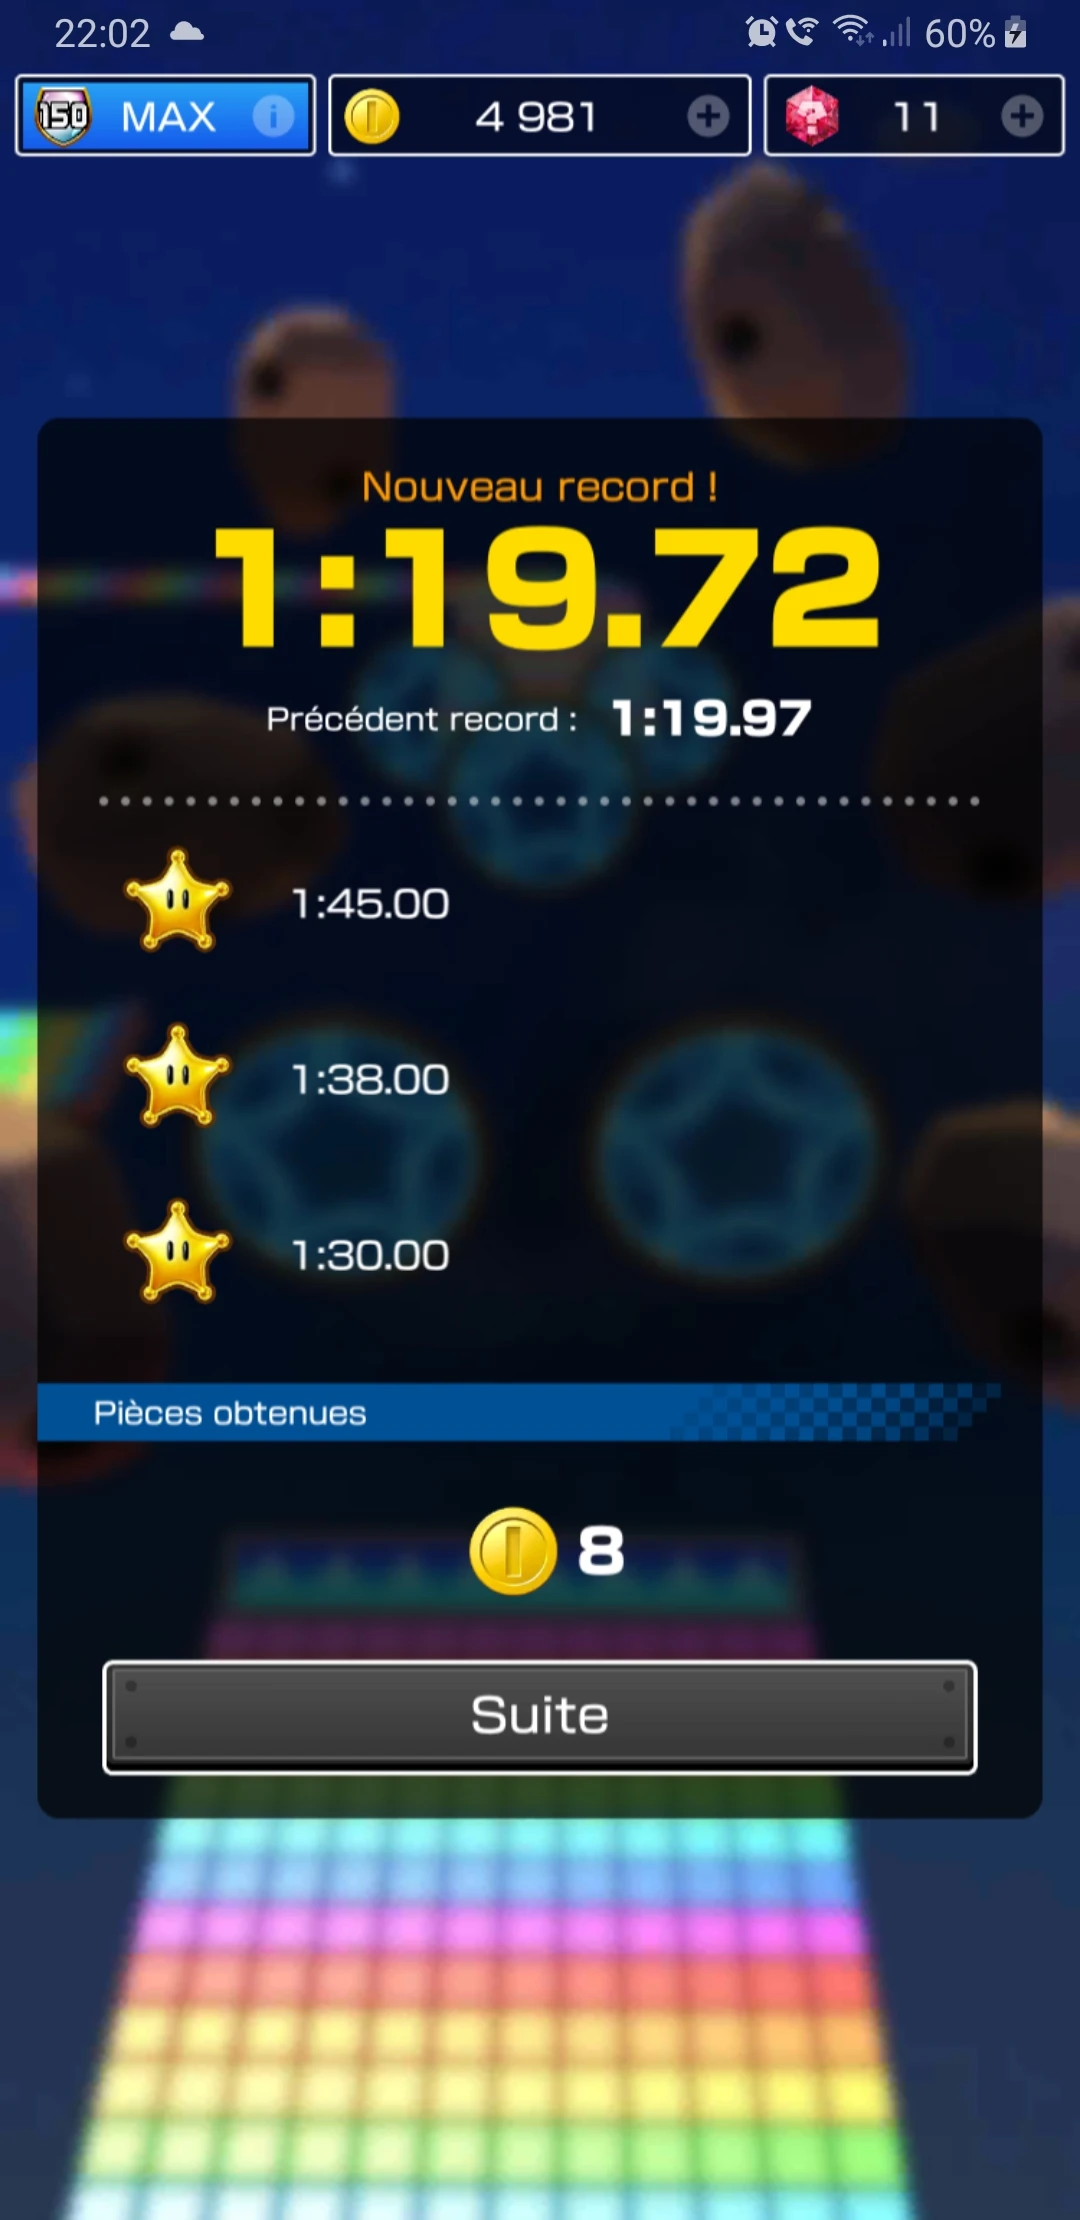 22:02 60%
150 MAX i 4 981 + ? 11 +
Nouveau record !
1:19.72
Précédent record : 1:19.97
1:45.00
1:38.00
1:30.00
Pièces obtenues
8
Suite